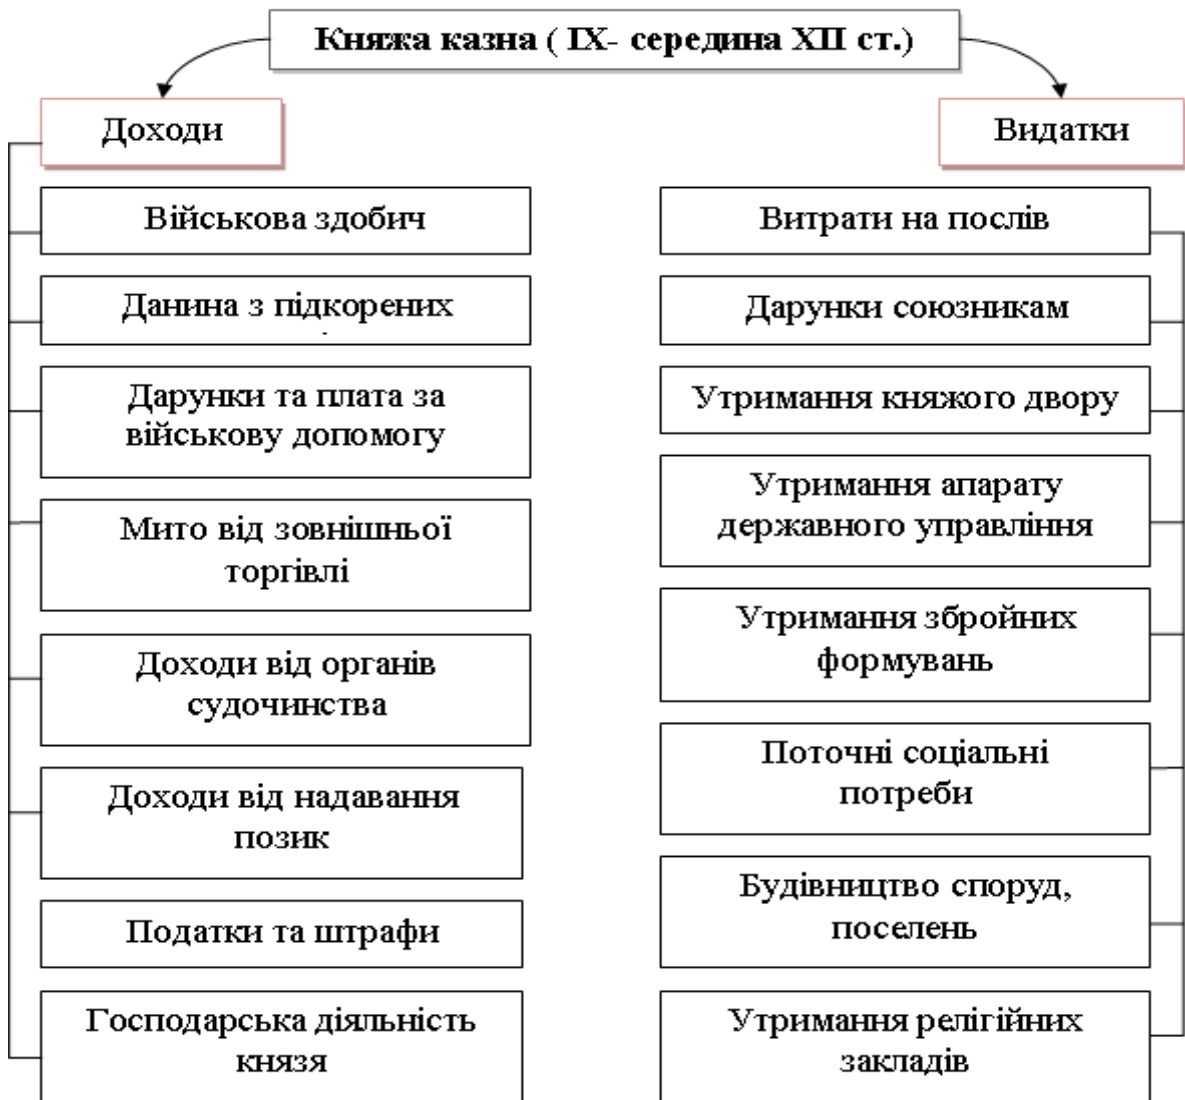 Княжа казна ( IX- середина XII ст.)
Доходи
Видатки
Військова здобич
Данина з підкорених
Дарунки та плата за
військову допомогу
Мито від зовнішньої
торгівлі
Доходи від органів
судочинства
Доходи від надавання
позик
Податки та штрафи
Господарська діяльність
князя
Витрати на послів
Дарунки союзникам
Утримання княжого двору
Утримання апарату
державного управління
Утримання збройних
формувань
Поточні соціальні
потреби
Будівництво споруд,
поселень
Утримання релігійних
закладів